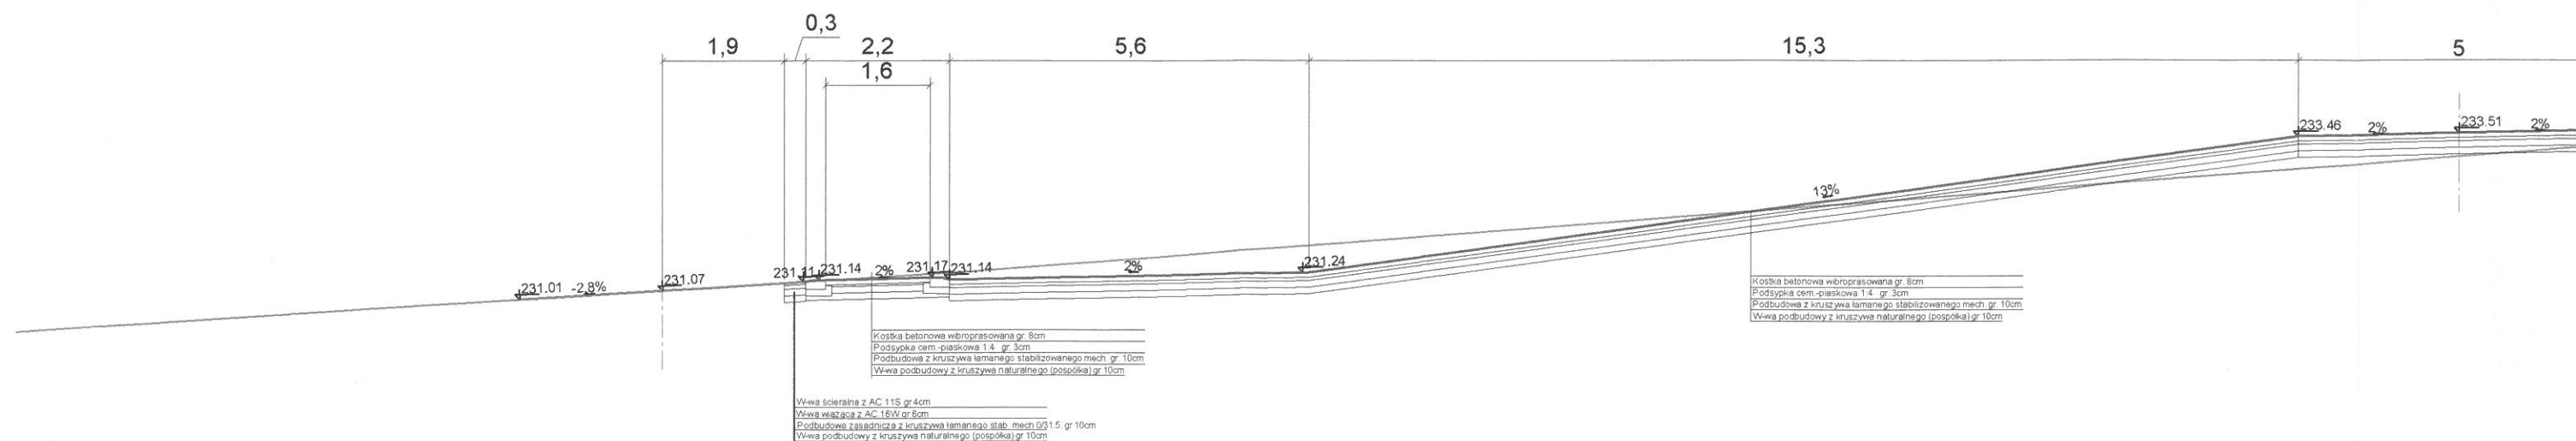 0,3
1,9
2,2
5,6
15,3
5
1,6
233.46
2%
233.51
2%
13%
231.01
-2.8%
231.07
231.11
231.14
2%
231.17
231.14
2%
231.24
Kostka betonowa wibroprasowana gr. 8cm
Podsypka cem.-piaskowa 1:4 gr. 3cm
Podbudowa z kruszywa łamanego stabilizowanego mech. gr. 10cm
W-wa podbudowy z kruszywa naturalnego (pospółka) gr 10cm
Kostka betonowa wibroprasowana gr. 8cm
Podsypka cem.-piaskowa 1:4 gr. 3cm
Podbudowa z kruszywa łamanego stabilizowanego mech. gr. 10cm
W-wa podbudowy z kruszywa naturalnego (pospółka) gr 10cm
W-wa ścieralna z AC 11S gr4cm
W-wa wiążąca z AC 16W gr 6cm
Podbudowa zasadnicza z kruszywa łamanego stab. mech 0/31.5. gr 10cm
W-wa podbudowy z kruszywa naturalnego (pospółka) gr 10cm